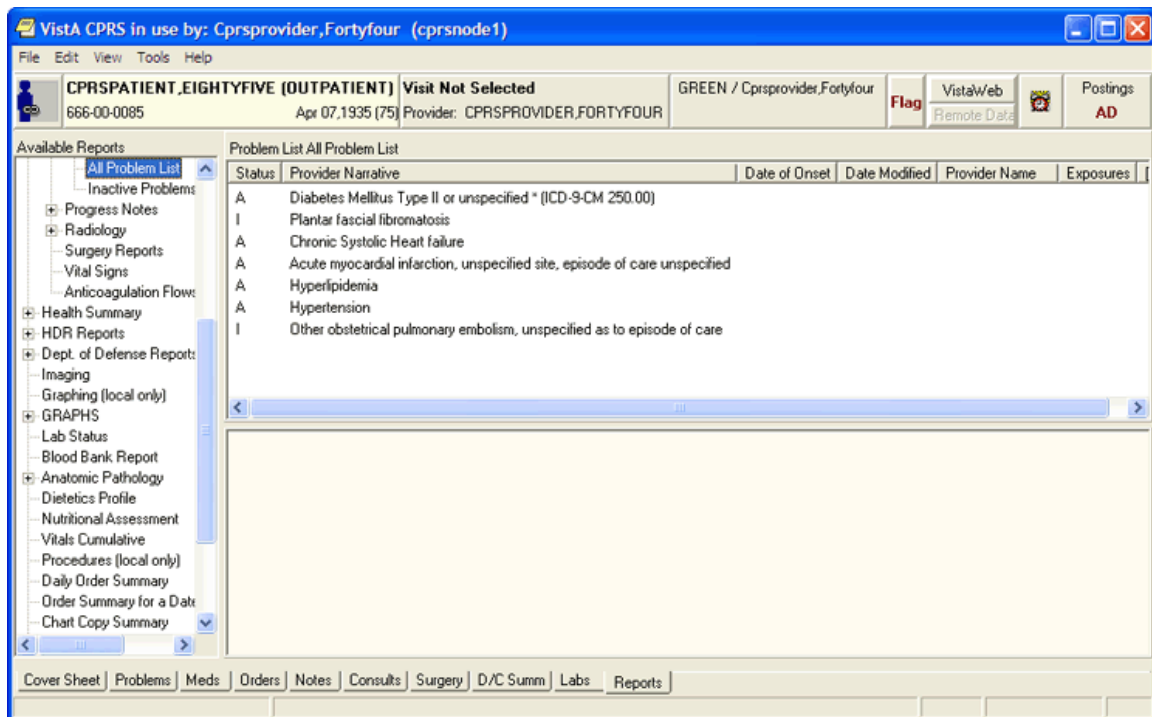 VistA CPRS in use by: Cprsprovider,Fortyfour (cprsnode1)
File Edit View Tools Help
CPRSPATIENT,EIGHTYFIVE (OUTPATIENT) Visit Not Selected GREEN / Cprsprovider,Fortyfour Flag VistaWeb Postings
666-00-0085 Apr 07,1935 (75) Provider: CPRSPROVIDER,FORTYFOUR Remote Data AD
Available Reports
All Problem List
Inactive Problems
Progress Notes
Radiology
Surgery Reports
Vital Signs
Anticoagulation Flows
Health Summary
HDR Reports
Dept. of Defense Reports
Imaging
Graphing (local only)
GRAPHS
Lab Status
Blood Bank Report
Anatomic Pathology
Dietetics Profile
Nutritional Assessment
Vitals Cumulative
Procedures (local only)
Daily Order Summary
Order Summary for a Date
Chart Copy Summary
Problem List All Problem List
Status Provider Narrative Date of Onset Date Modified Provider Name Exposures
A Diabetes Mellitus Type II or unspecified * (ICD-9-CM 250.00)
I Plantar fascial fibromatosis
A Chronic Systolic Heart failure
A Acute myocardial infarction, unspecified site, episode of care unspecified
A Hyperlipidemia
A Hypertension
I Other obstetrical pulmonary embolism, unspecified as to episode of care
Cover Sheet Problems Meds Orders Notes Consults Surgery D/C Summ Labs Reports